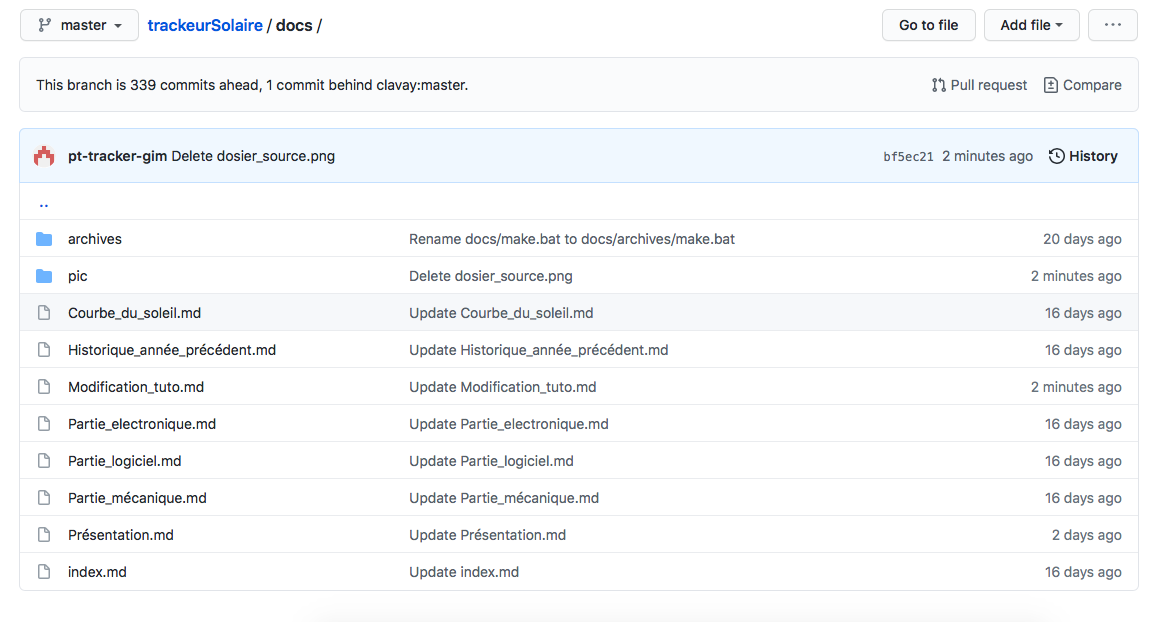 master trackeurSolaire / docs / Go to file Add file ...
This branch is 339 commits ahead, 1 commit behind clavay:master. Pull request Compare
pt-tracker-gim Delete dosier_source.png bf5ec21 2 minutes ago History
..
archives Rename docs/make.bat to docs/archives/make.bat 20 days ago
pic Delete dosier_source.png 2 minutes ago
Courbe_du_soleil.md Update Courbe_du_soleil.md 16 days ago
Historique_année_précédent.md Update Historique_année_précédent.md 16 days ago
Modification_tuto.md Update Modification_tuto.md 2 minutes ago
Partie_electronique.md Update Partie_electronique.md 16 days ago
Partie_logiciel.md Update Partie_logiciel.md 16 days ago
Partie_mécanique.md Update Partie_mécanique.md 16 days ago
Présentation.md Update Présentation.md 2 days ago
index.md Update index.md 16 days ago